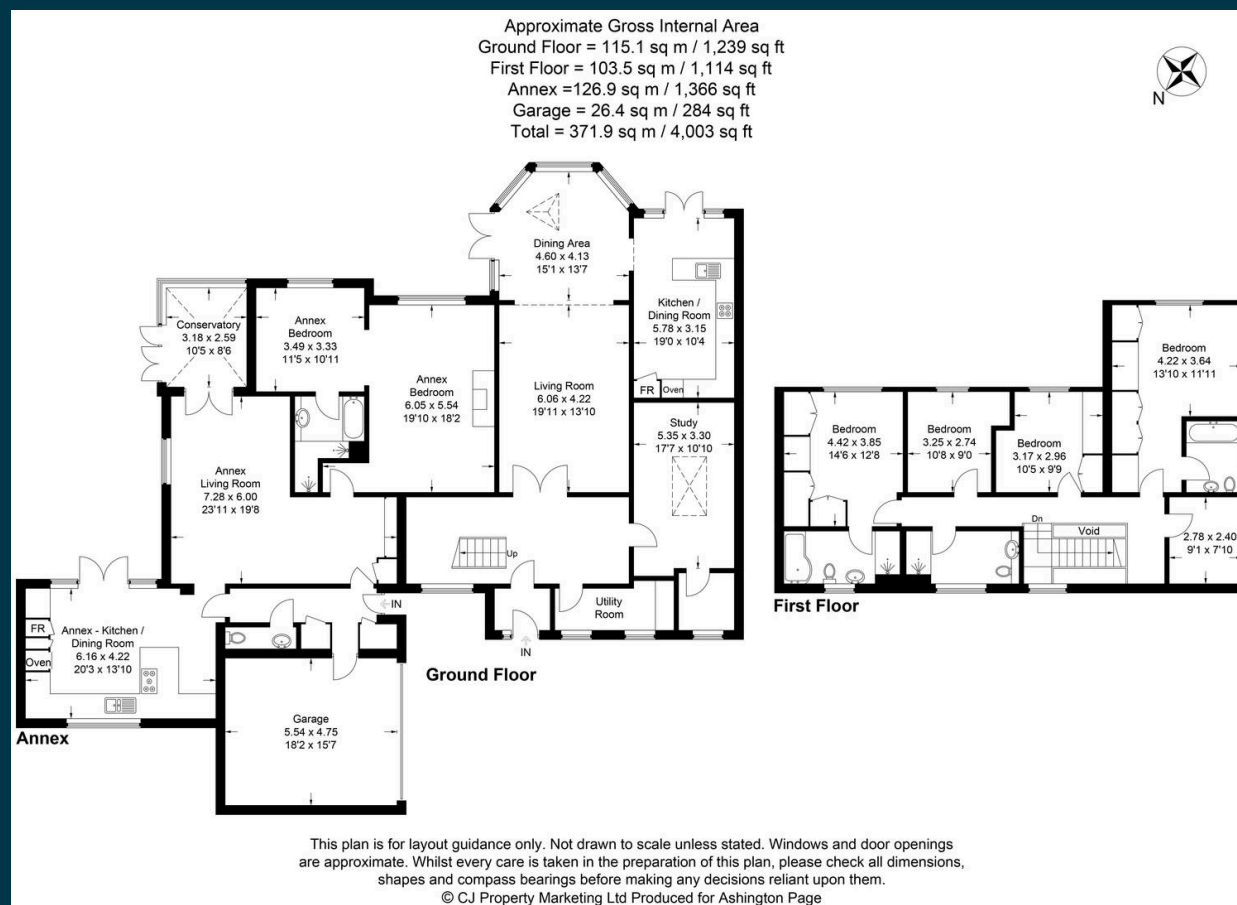 Approximate Gross Internal Area
Ground Floor = 115.1 sq m / 1,239 sq ft
First Floor = 103.5 sq m / 1,114 sq ft
Annex =126.9 sq m / 1,366 sq ft
Garage = 26.4 sq m / 284 sq ft
Total = 371.9 sq m / 4,003 sq ft
N
Dining Area
4.60 x 4.13
15'1 x 13'7
Kitchen /
Dining Room
5.78 x 3.15
19'0 x 10'4
FR
Oven
Conservatory
3.18 x 2.59
10'5 x 8'6
Annex
Bedroom
3.49 x 3.33
11'5 x 10'11
Annex
Bedroom
6.05 x 5.54
19'10 x 18'2
Living Room
6.06 x 4.22
19'11 x 13'10
Study
5.35 x 3.30
17'7 x 10'10
Annex
Living Room
7.28 x 6.00
23'11 x 19'8
Up
IN
Utility
Room
IN
FR
Oven
Annex - Kitchen /
Dining Room
6.16 x 4.22
20'3 x 13'10
Annex
Garage
5.54 x 4.75
18'2 x 15'7
Ground Floor
Bedroom
4.22 x 3.64
13'10 x 11'11
Bedroom
4.42 x 3.85
14'6 x 12'8
Bedroom
3.25 x 2.74
10'8 x 9'0
Bedroom
3.17 x 2.96
10'5 x 9'9
Dn
Void
2.78 x 2.40
9'1 x 7'10
First Floor
This plan is for layout guidance only. Not drawn to scale unless stated. Windows and door openings
are approximate. Whilst every care is taken in the preparation of this plan, please check all dimensions,
shapes and compass bearings before making any decisions reliant upon them.
© CJ Property Marketing Ltd Produced for Ashington Page